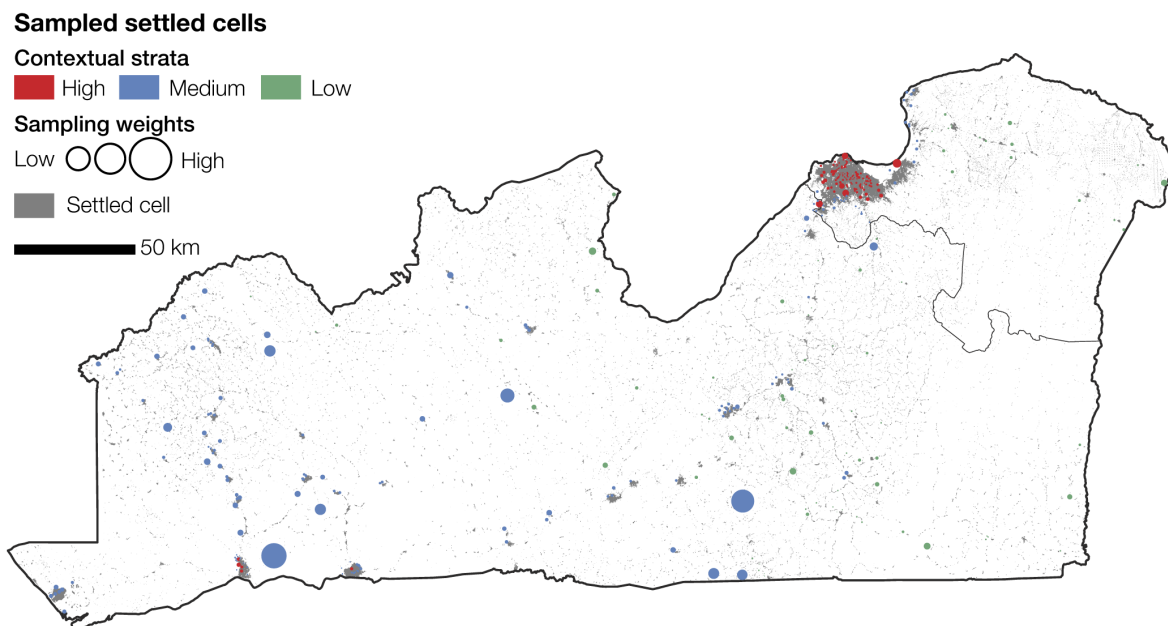 Sampled settled cells
Contextual strata
High Medium Low
Sampling weights
Low High
Settled cell
50 km